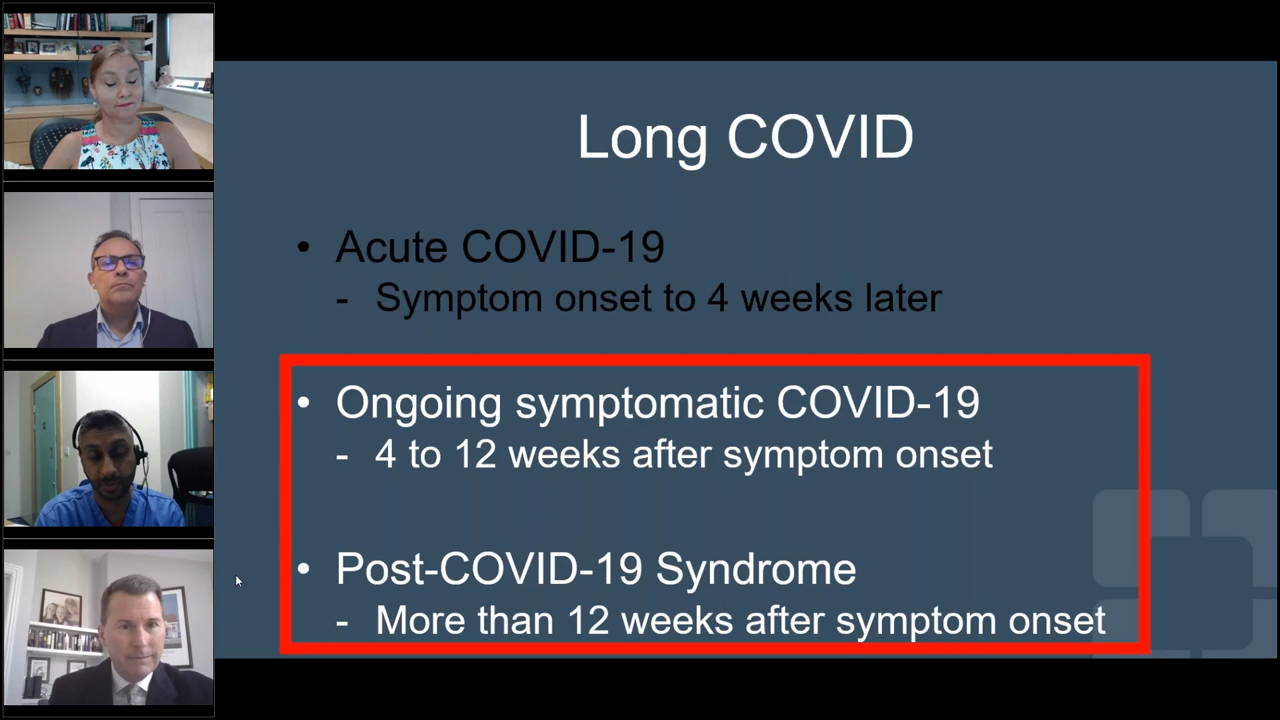 Long COVID
• Acute COVID-19
- Symptom onset to 4 weeks later
• Ongoing symptomatic COVID-19
- 4 to 12 weeks after symptom onset
• Post-COVID-19 Syndrome
- More than 12 weeks after symptom onset